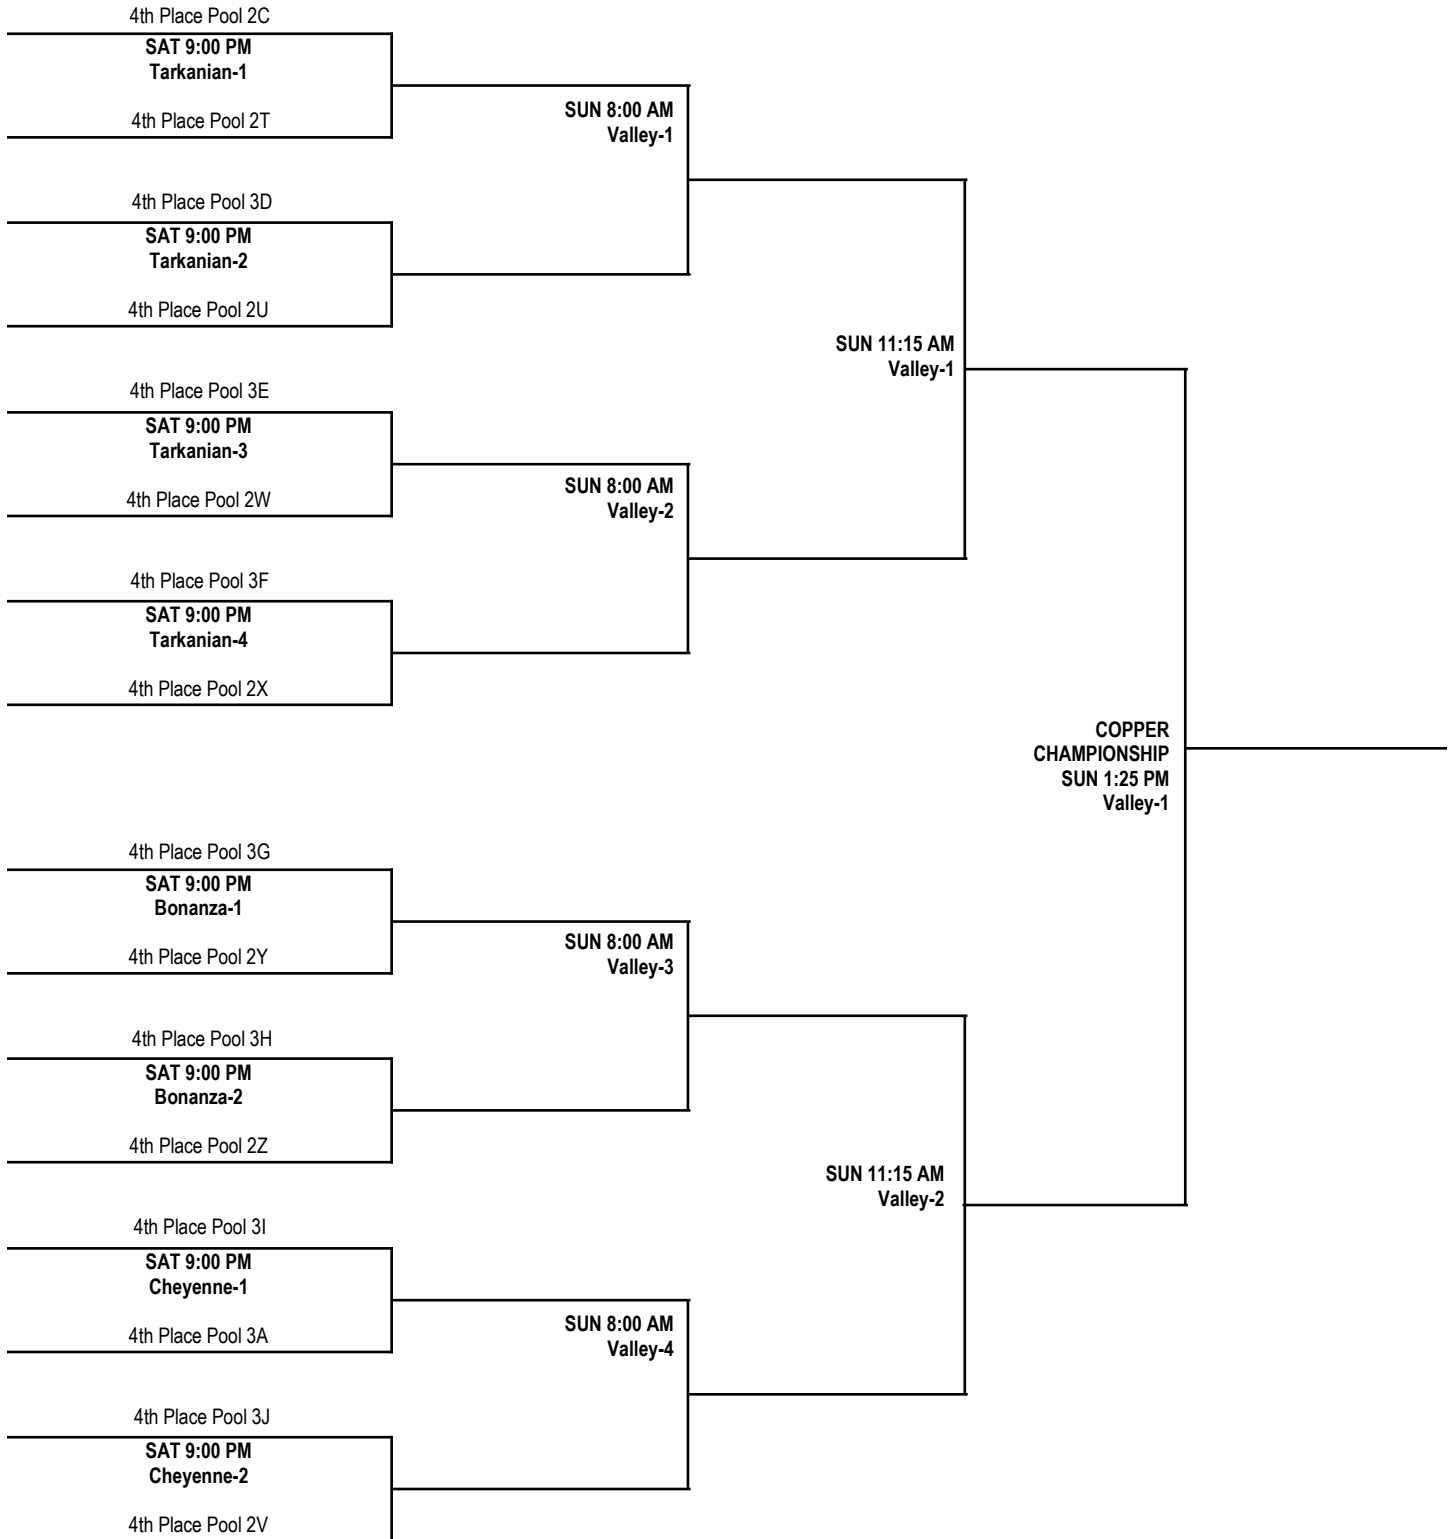 4th Place Pool 2C
SAT 9:00 PM
Tarkanian-1
4th Place Pool 2T
SUN 8:00 AM
Valley-1
4th Place Pool 3D
SAT 9:00 PM
Tarkanian-2
4th Place Pool 2U
SUN 11:15 AM
Valley-1
4th Place Pool 3E
SAT 9:00 PM
Tarkanian-3
4th Place Pool 2W
SUN 8:00 AM
Valley-2
4th Place Pool 3F
SAT 9:00 PM
Tarkanian-4
4th Place Pool 2X
COPPER
CHAMPIONSHIP
SUN 1:25 PM
Valley-1
4th Place Pool 3G
SAT 9:00 PM
Bonanza-1
4th Place Pool 2Y
SUN 8:00 AM
Valley-3
4th Place Pool 3H
SAT 9:00 PM
Bonanza-2
4th Place Pool 2Z
SUN 11:15 AM
Valley-2
4th Place Pool 3I
SAT 9:00 PM
Cheyenne-1
4th Place Pool 3A
SUN 8:00 AM
Valley-4
4th Place Pool 3J
SAT 9:00 PM
Cheyenne-2
4th Place Pool 2V